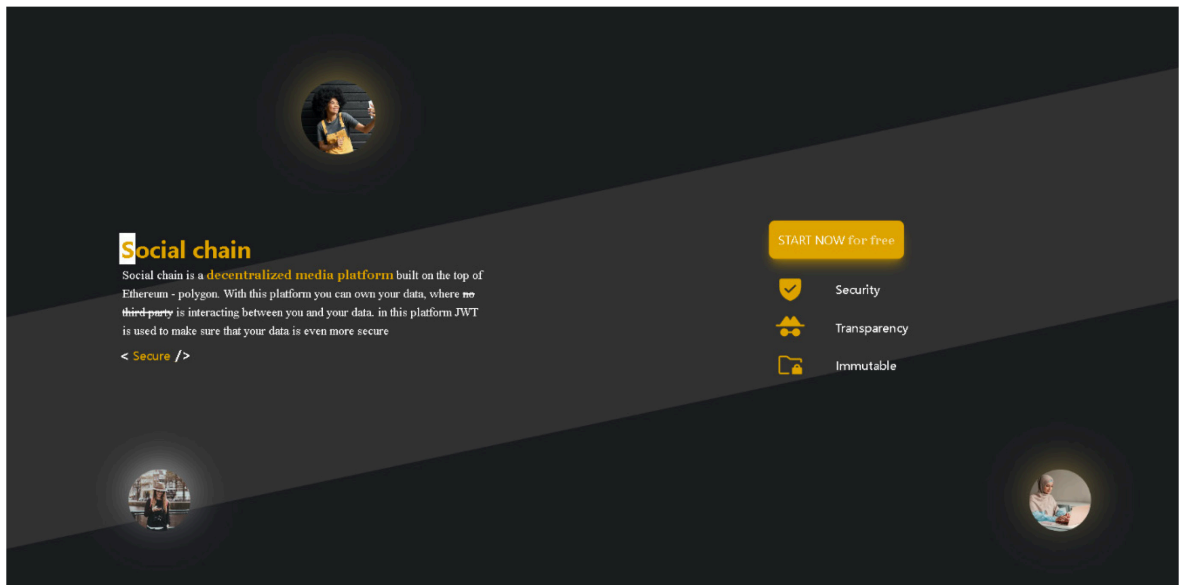 Social chain
Social chain is a decentralized media platform built on the top of
Ethereum - polygon. With this platform you can own your data, where no
third party is interacting between you and your data. in this platform JWT
is used to make sure that your data is even more secure
< Secure />
START NOW for free
Security
Transparency
Immutable